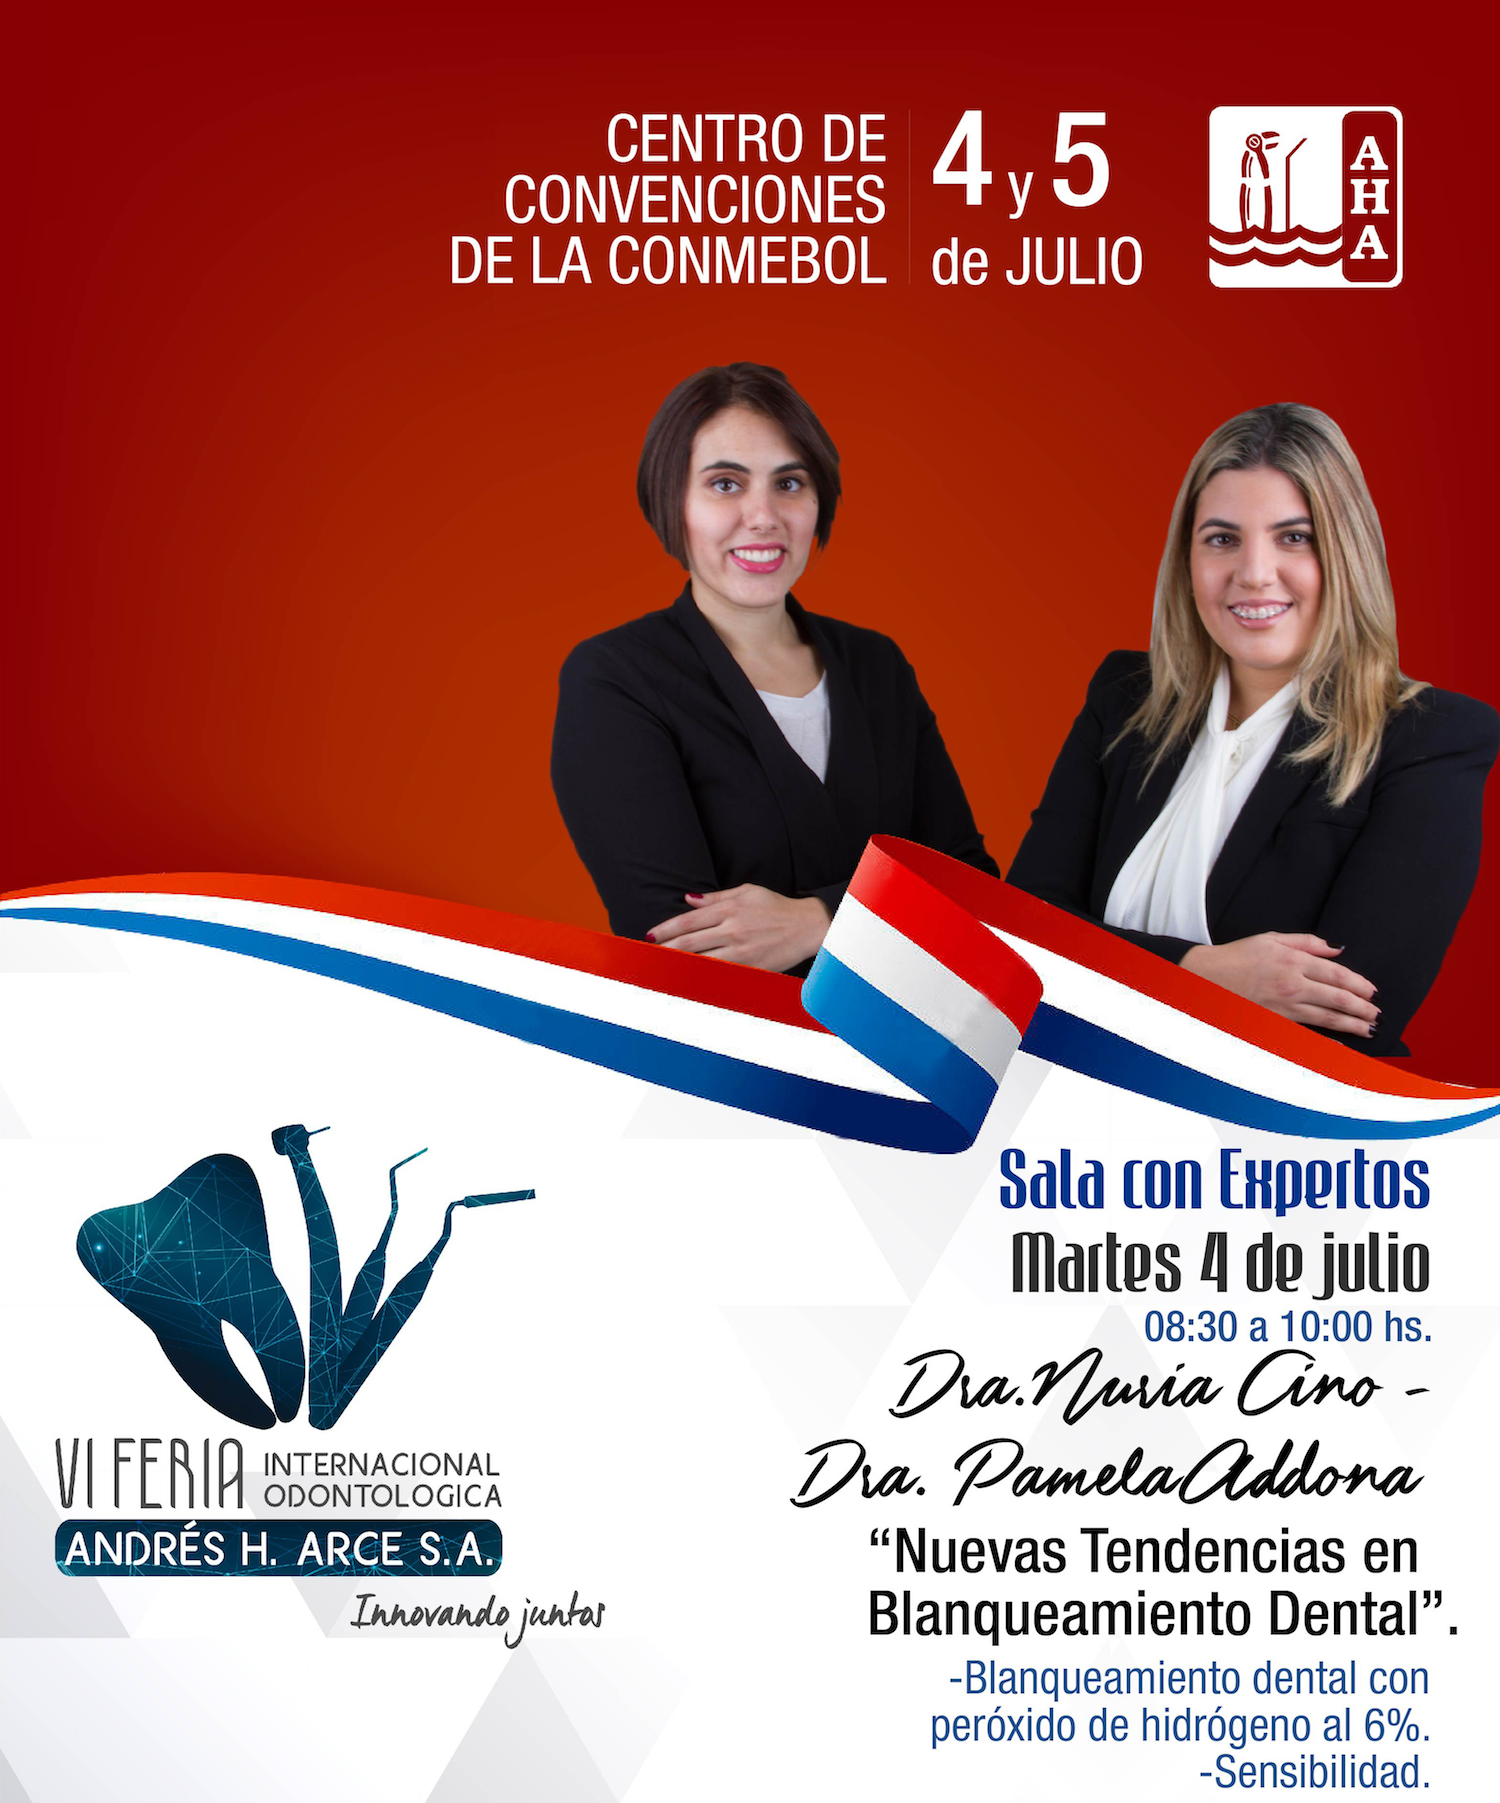 CENTRO DE
CONVENCIONES
DE LA CONMEBOL
4 y 5
de JULIO
AHA
Sala con Expertos
Martes 4 de julio
08:30 a 10:00 hs.
Dra. Nuria Cino -
Dra. Pamela Addona
“Nuevas Tendencias en
Blanqueamiento Dental”.
-Blanqueamiento dental con
peróxido de hidrógeno al 6%.
-Sensibilidad.
VI FERIA INTERNACIONAL
ODONTOLOGICA
ANDRÉS H. ARCE S.A.
Innovando juntos